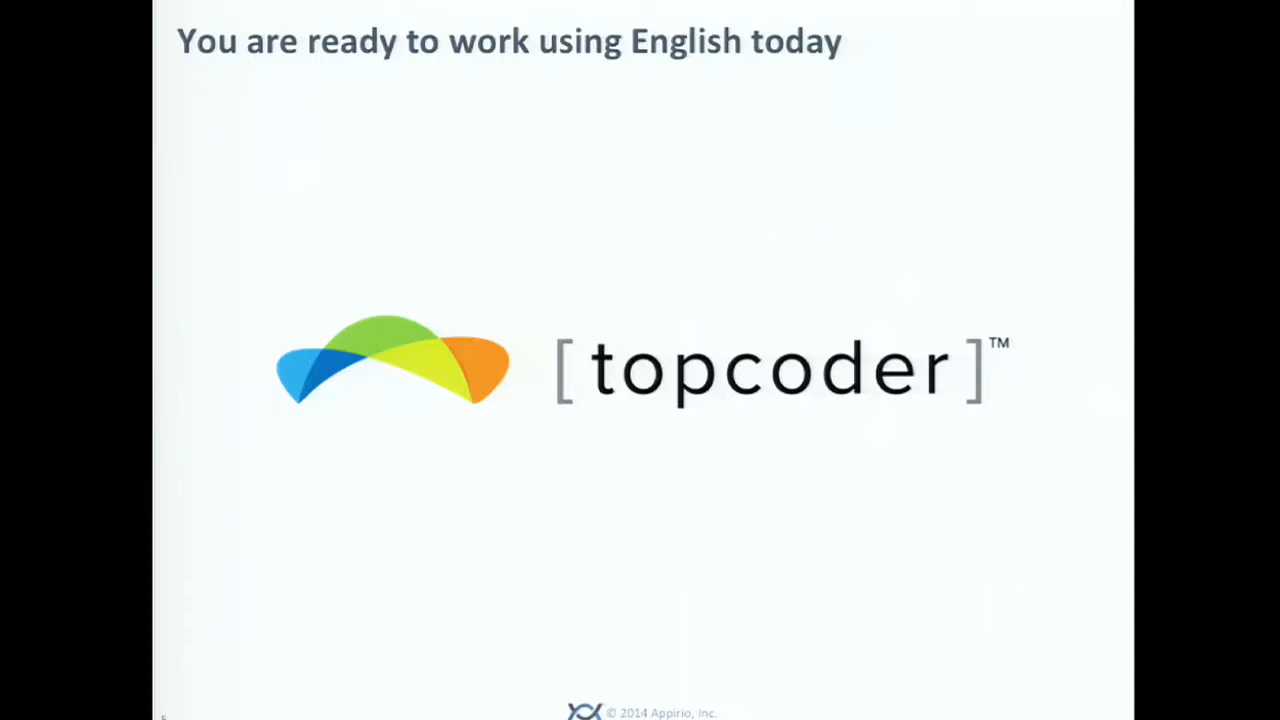 You are ready to work using English today
[ topcoder ]™
© 2014 Appirio, Inc.